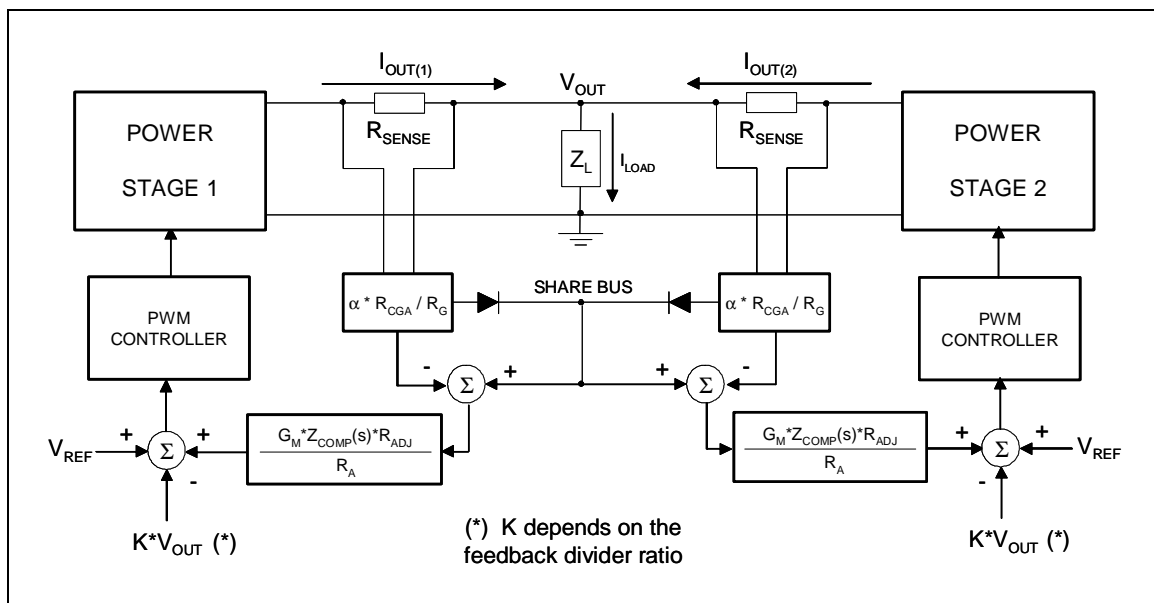 I_OUT(1)
V_OUT
I_OUT(2)
POWER
STAGE 1
R_SENSE
Z_L
I_LOAD
R_SENSE
POWER
STAGE 2
PWM
CONTROLLER
α * R_CGA / R_G
SHARE BUS
α * R_CGA / R_G
PWM
CONTROLLER
-
Σ
+
+
Σ
-
V_REF
+
Σ
+
-
G_M*Z_COMP(s)*R_ADJ
R_A
G_M*Z_COMP(s)*R_ADJ
R_A
+
Σ
+
-
V_REF
K*V_OUT (*)
(*) K depends on the
feedback divider ratio
K*V_OUT (*)